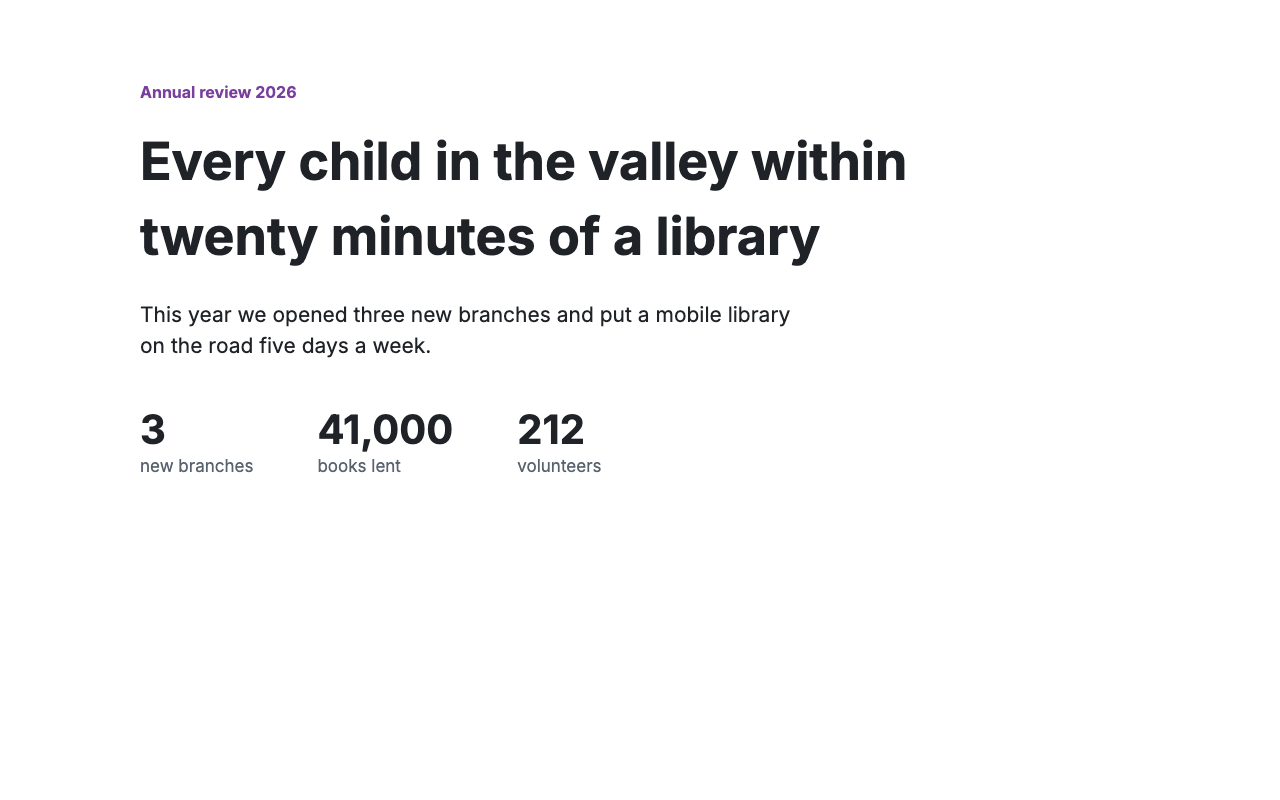 Annual review 2026
Every child in the valley within
twenty minutes of a library
This year we opened three new branches and put a mobile library
on the road five days a week.
3
new branches
41,000
books lent
212
volunteers